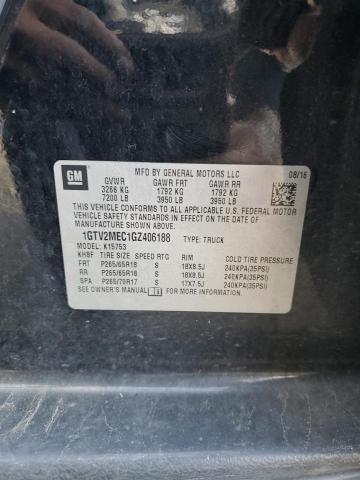 GM
MFD BY GENERAL MOTORS LLC 08/16
GVWR GAWR FRT GAWR RR
3266 KG 1792 KG 1792 KG
7200 LB 3950 LB 3950 LB
THIS VEHICLE CONFORMS TO ALL APPLICABLE U.S. FEDERAL MOTOR
VEHICLE SAFETY AND THEFT PREVENTION STANDARDS IN EFFECT ON
THE DATE OF MANUFACTURE SHOWN ABOVE.
1GTV2MEC1GZ406188 TYPE: TRUCK
MODEL: K15753
KHBF TIRE SIZE SPEED RTG RIM COLD TIRE PRESSURE
FRT P265/65R18 S 18X8.5J 240KPA(35PSI)
RR P265/65R18 S 18X8.5J 240KPA(35PSI)
SPA P265/70R17 S 17X7.5J 240KPA(35PSI)
SEE OWNER'S MANUAL FOR MORE INFORMATION.